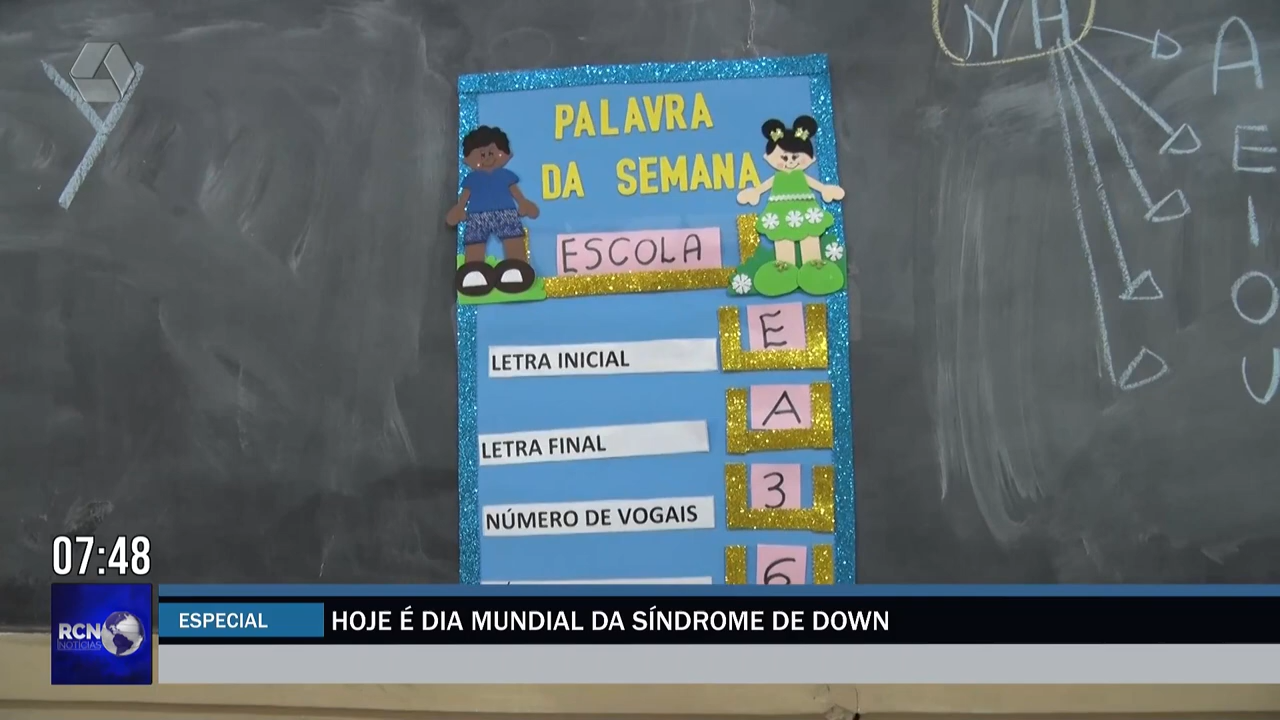 Y
NH
A
E
I
O
U
PALAVRA
DA SEMANA
ESCOLA
LETRA INICIAL
E
LETRA FINAL
A
NÚMERO DE VOGAIS
3
6
07:48
RCN
NOTÍCIAS
ESPECIAL
HOJE É DIA MUNDIAL DA SÍNDROME DE DOWN